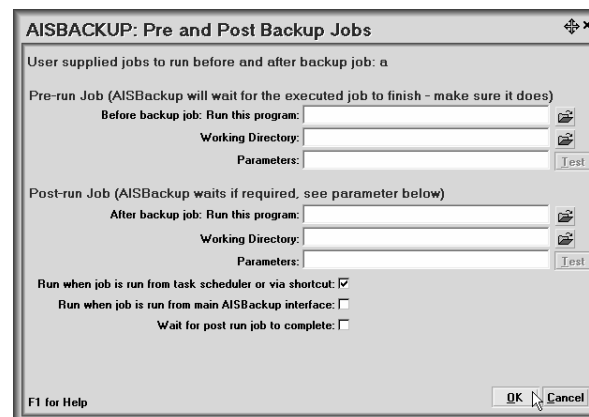 AISBACKUP: Pre and Post Backup Jobs
User supplied jobs to run before and after backup job: a
Pre-run Job (AISBackup will wait for the executed job to finish - make sure it does)
Before backup job: Run this program:
Working Directory:
Parameters: Test
Post-run Job (AISBackup waits if required, see parameter below)
After backup job: Run this program:
Working Directory:
Parameters: Test
Run when job is run from task scheduler or via shortcut:
Run when job is run from main AISBackup interface:
Wait for post run job to complete:
F1 for Help OK Cancel